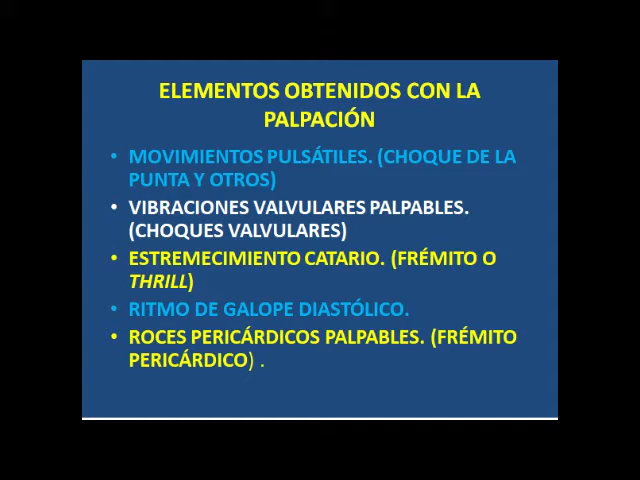 ELEMENTOS OBTENIDOS CON LA
PALPACIÓN
• MOVIMIENTOS PULSÁTILES. (CHOQUE DE LA
PUNTA Y OTROS)
• VIBRACIONES VALVULARES PALPABLES.
(CHOQUES VALVULARES)
• ESTREMECIMIENTO CATARIO. (FRÉMITO O
THRILL)
• RITMO DE GALOPE DIASTÓLICO.
• ROCES PERICÁRDICOS PALPABLES. (FRÉMITO
PERICÁRDICO) .